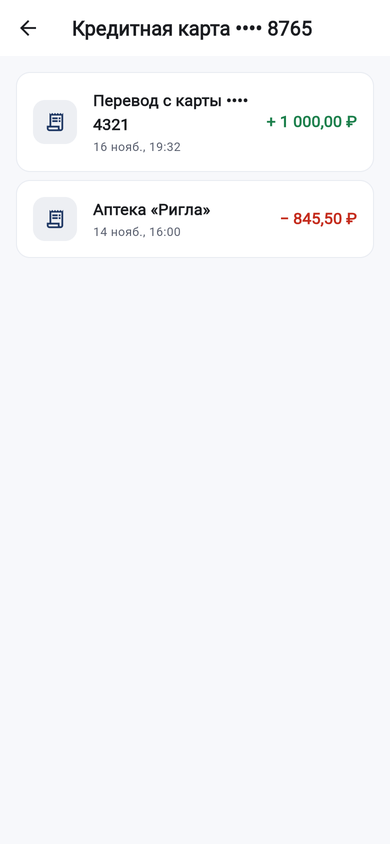 Кредитная карта •••• 8765
Перевод с карты ••••
4321
+ 1 000,00 ₽
16 нояб., 19:32
Аптека «Ригла»
− 845,50 ₽
14 нояб., 16:00